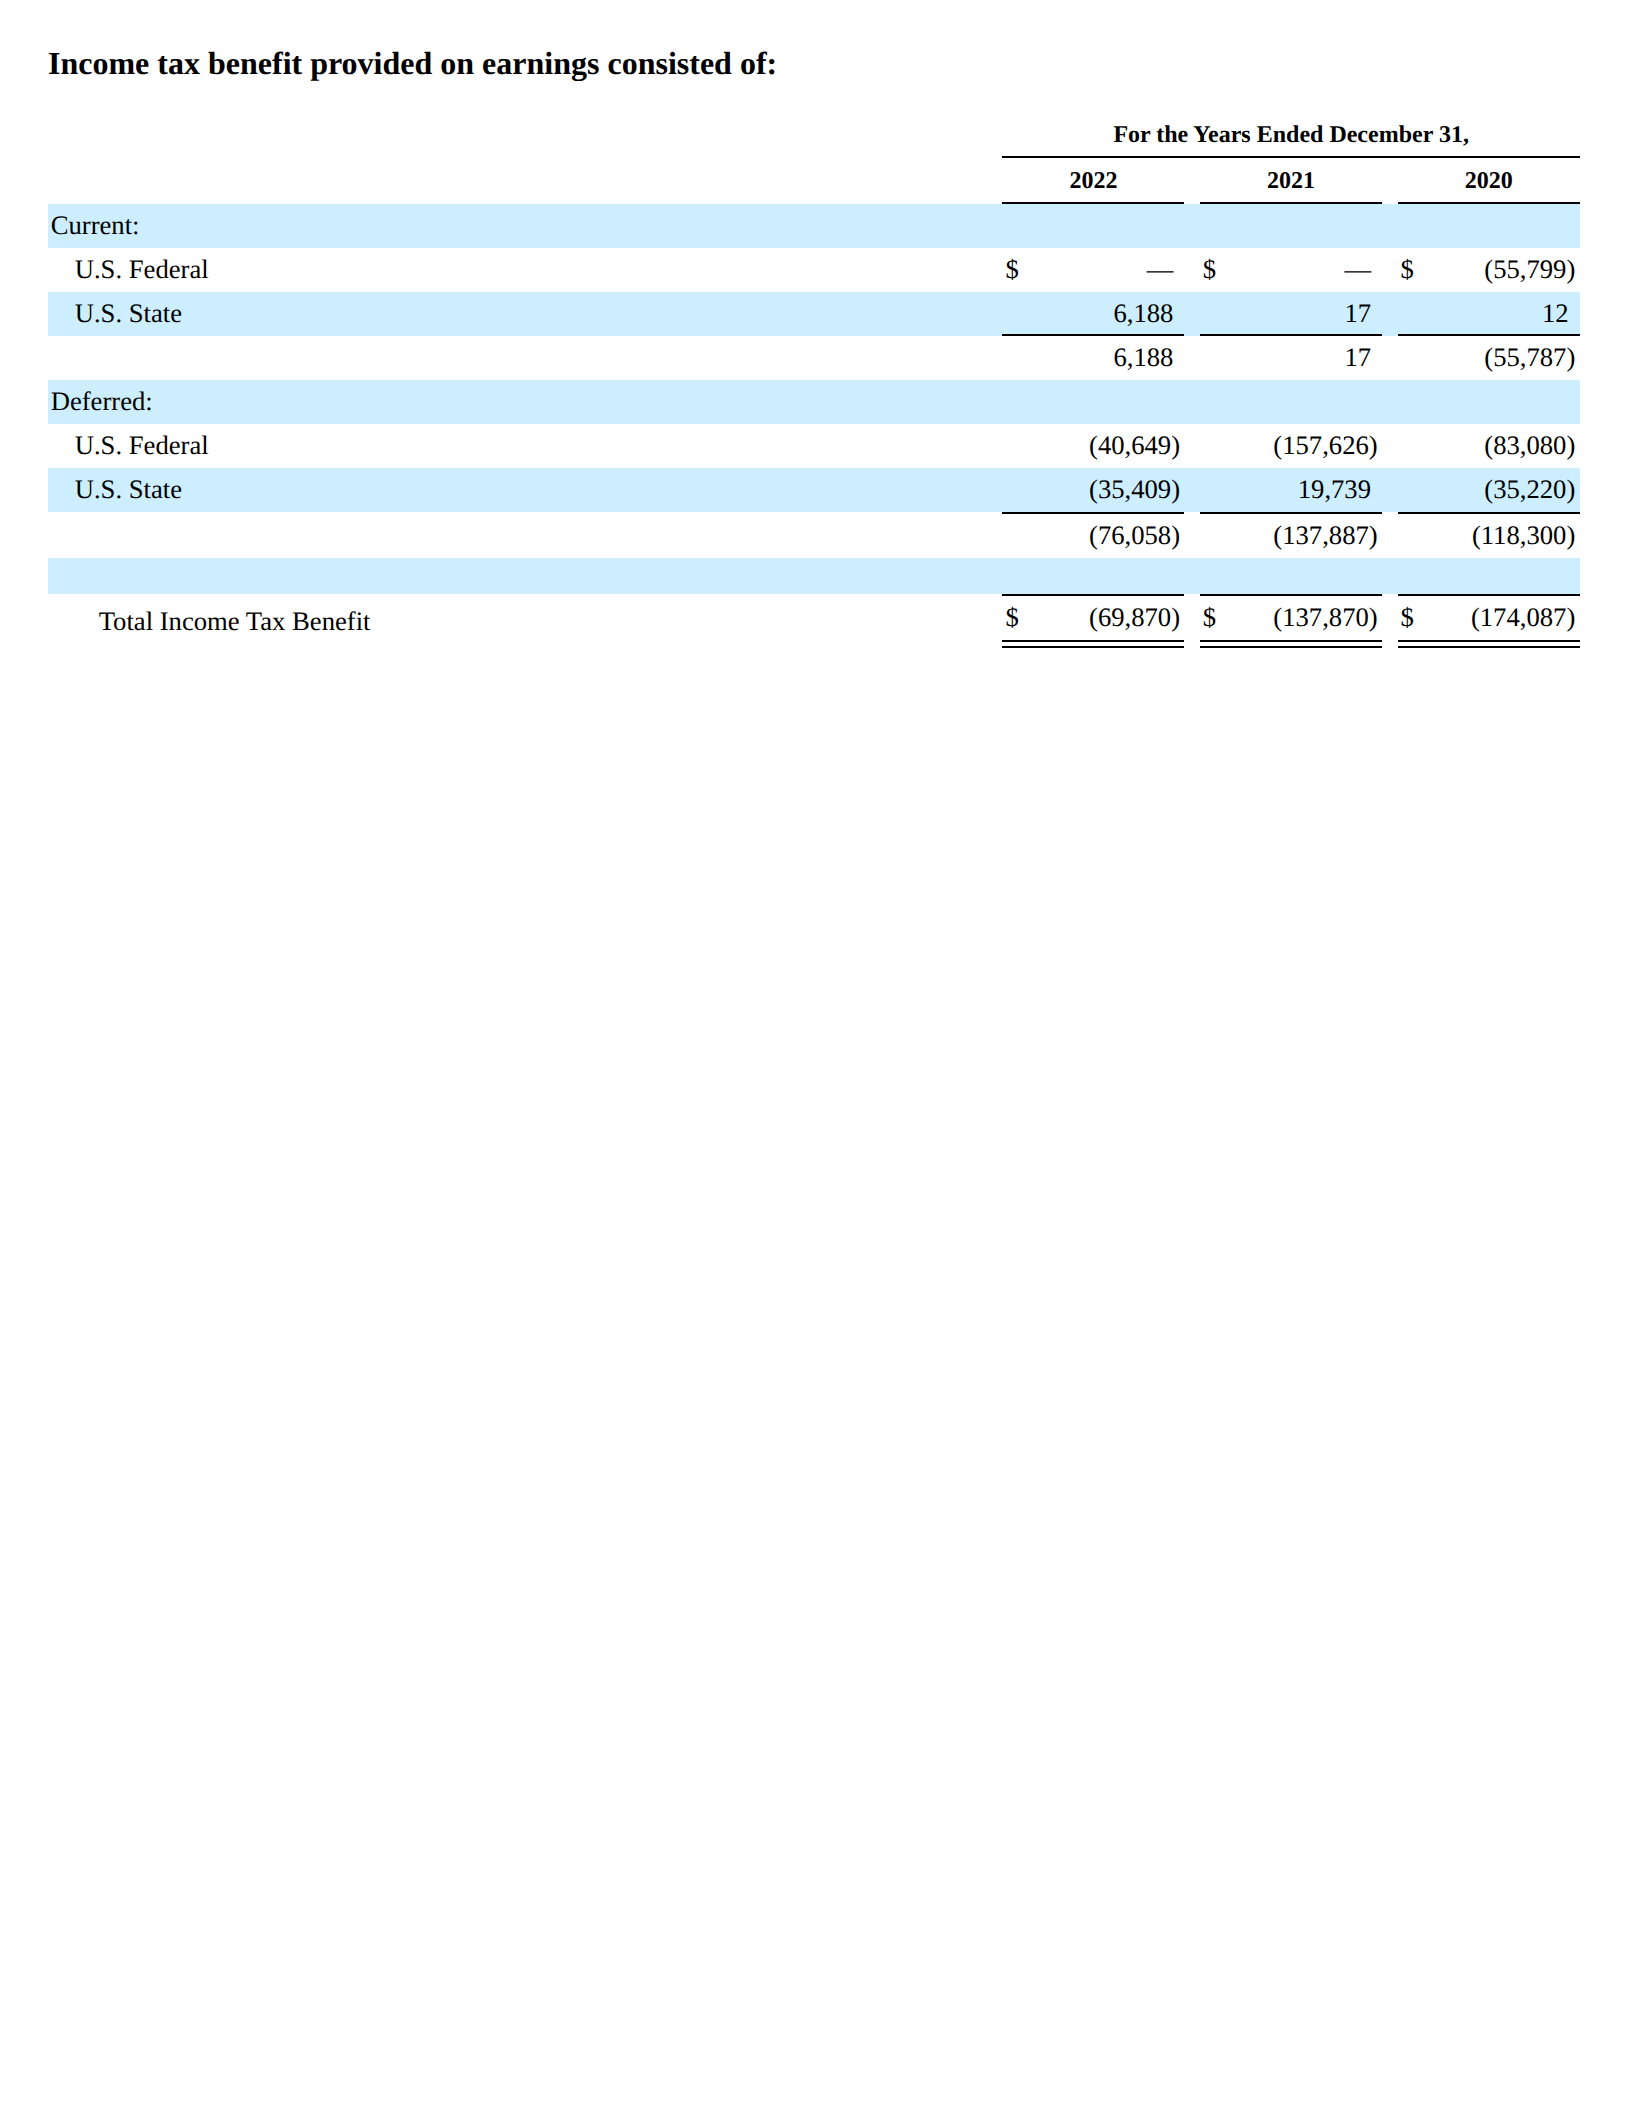 Income tax benefit provided on earnings consisted of:
For the Years Ended December 31,
2022 2021 2020
Current:
U.S. Federal $ — $ — $ (55,799)
U.S. State 6,188 17 12
6,188 17 (55,787)
Deferred:
U.S. Federal (40,649) (157,626) (83,080)
U.S. State (35,409) 19,739 (35,220)
(76,058) (137,887) (118,300)
Total Income Tax Benefit $ (69,870) $ (137,870) $ (174,087)